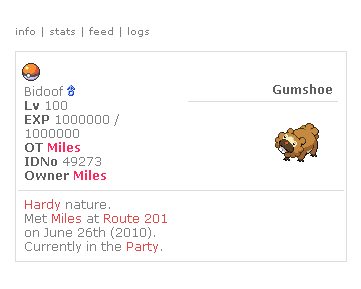 info | stats | feed | logs
Gumshoe
Bidoof ♂
Lv 100
EXP 1000000 /
1000000
OT Miles
IDNo 49273
Owner Miles
Hardy nature.
Met Miles at Route 201
on June 26th (2010).
Currently in the Party.